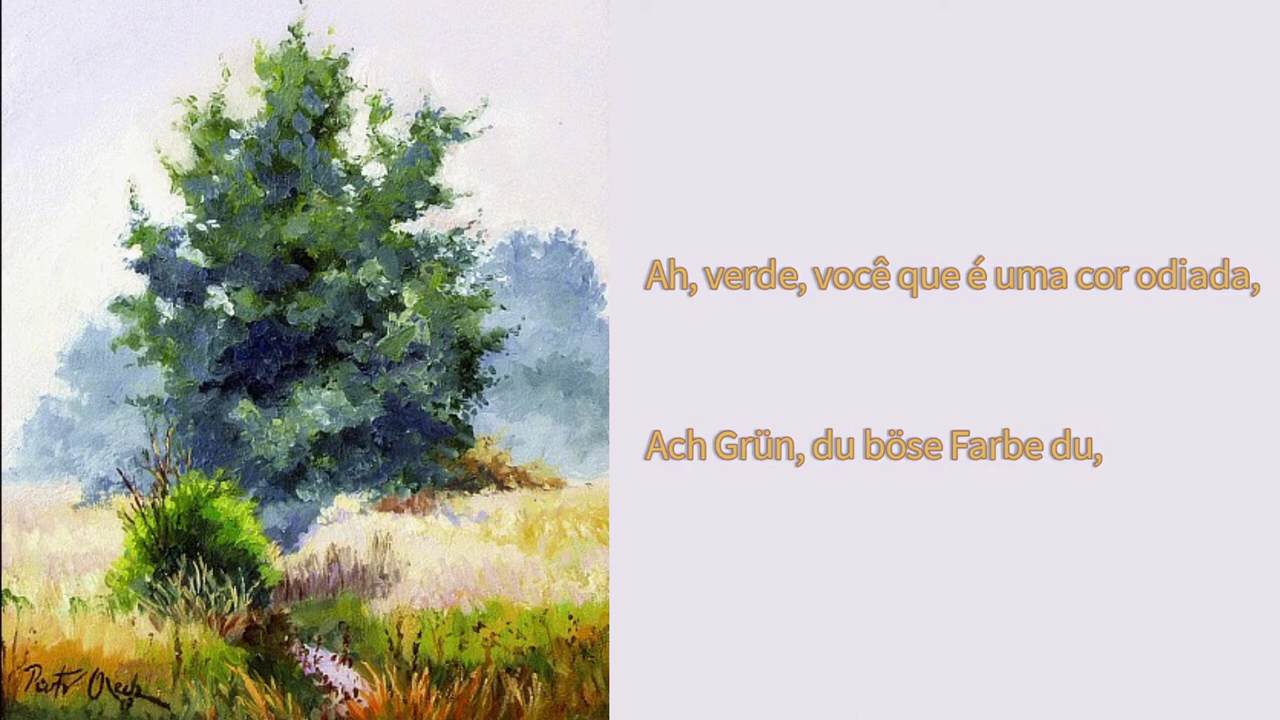 Ah, verde, você que é uma cor odiada,
Ach Grün, du böse Farbe du,